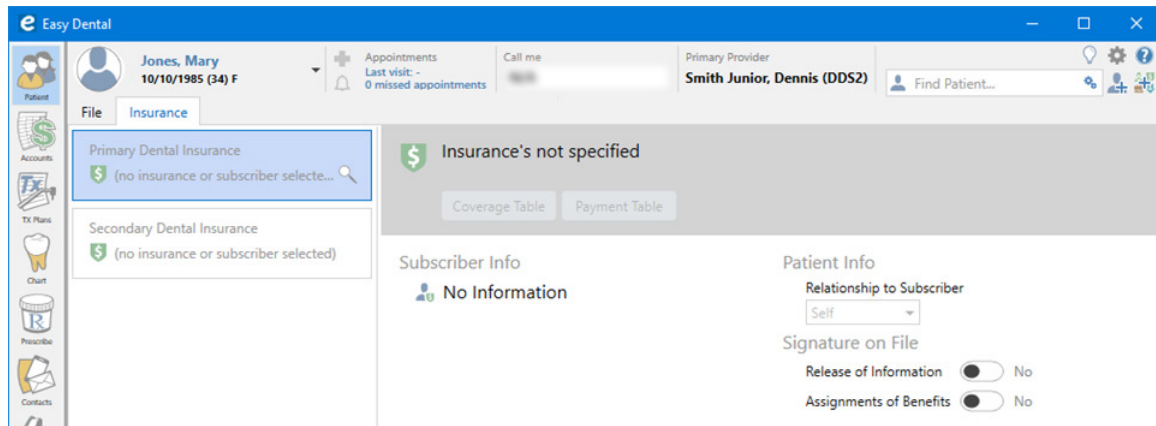 Easy Dental
Patient
Accounts
TX Plans
Chart
Prescribe
Contacts
Jones, Mary
10/10/1985 (34) F
Appointments
Last visit: -
0 missed appointments
Call me
Primary Provider
Smith Junior, Dennis (DDS2)
Find Patient...
File Insurance
Primary Dental Insurance
(no insurance or subscriber selecte...
Secondary Dental Insurance
(no insurance or subscriber selected)
Insurance's not specified
Coverage Table Payment Table
Subscriber Info
No Information
Patient Info
Relationship to Subscriber
Self
Signature on File
Release of Information No
Assignments of Benefits No